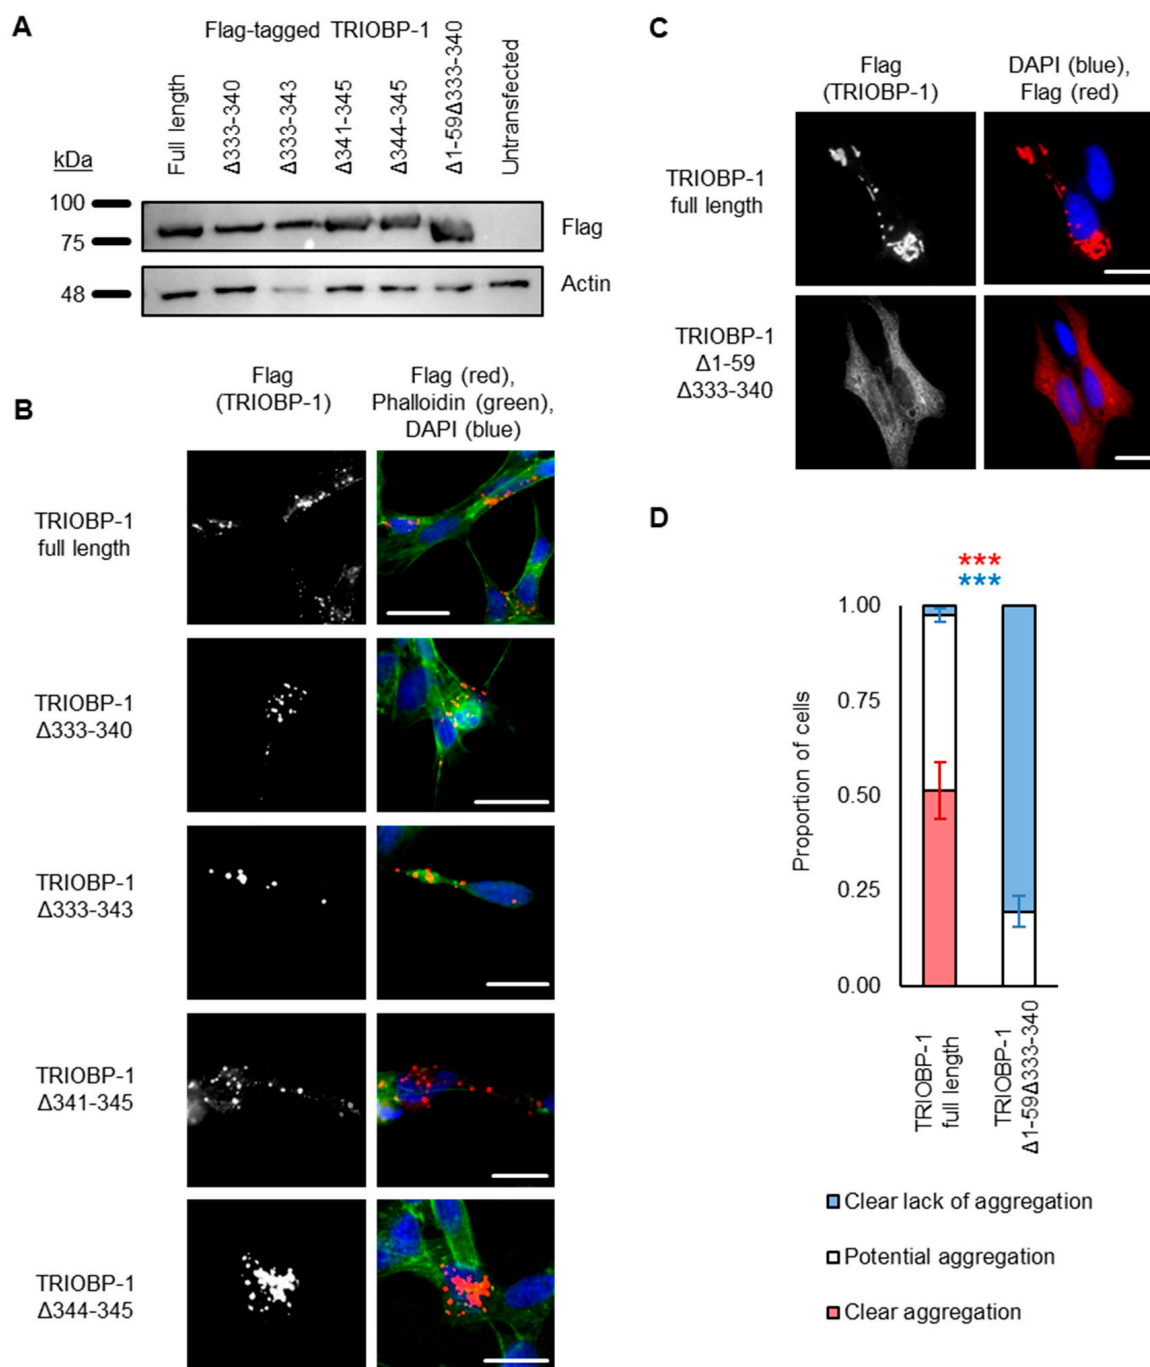 A
Flag-tagged TRIOBP-1
Full length
Δ333-340
Δ333-343
Δ341-345
Δ344-345
Δ1-59Δ333-340
Untransfected
kDa
100
75
48
Flag
Actin
B
Flag
(TRIOBP-1)
Flag (red),
Phalloidin (green),
DAPI (blue)
TRIOBP-1
full length
TRIOBP-1
Δ333-340
TRIOBP-1
Δ333-343
TRIOBP-1
Δ341-345
TRIOBP-1
Δ344-345
C
Flag
(TRIOBP-1)
DAPI (blue),
Flag (red)
TRIOBP-1
full length
TRIOBP-1
Δ1-59
Δ333-340
D
***
***
Proportion of cells
1.00
0.75
0.50
0.25
0.00
TRIOBP-1
full length
TRIOBP-1
Δ1-59Δ333-340
Clear lack of aggregation
Potential aggregation
Clear aggregation